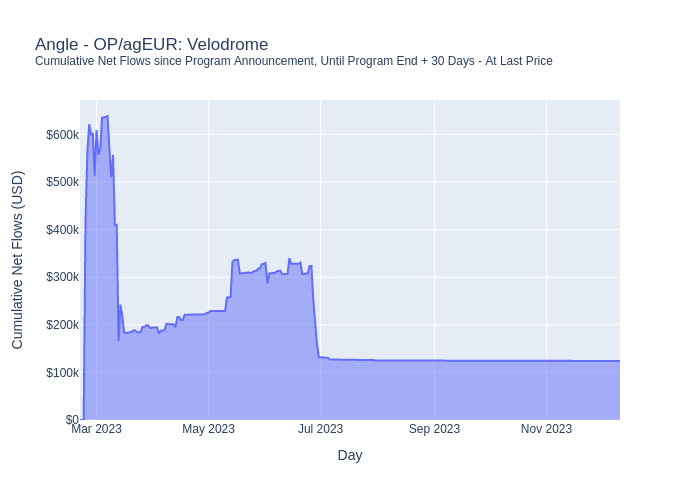 Angle - OP/agEUR: Velodrome
Cumulative Net Flows since Program Announcement, Until Program End + 30 Days - At Last Price
Cumulative Net Flows (USD)
$600k
$500k
$400k
$300k
$200k
$100k
$0
Mar 2023
May 2023
Jul 2023
Sep 2023
Nov 2023
Day